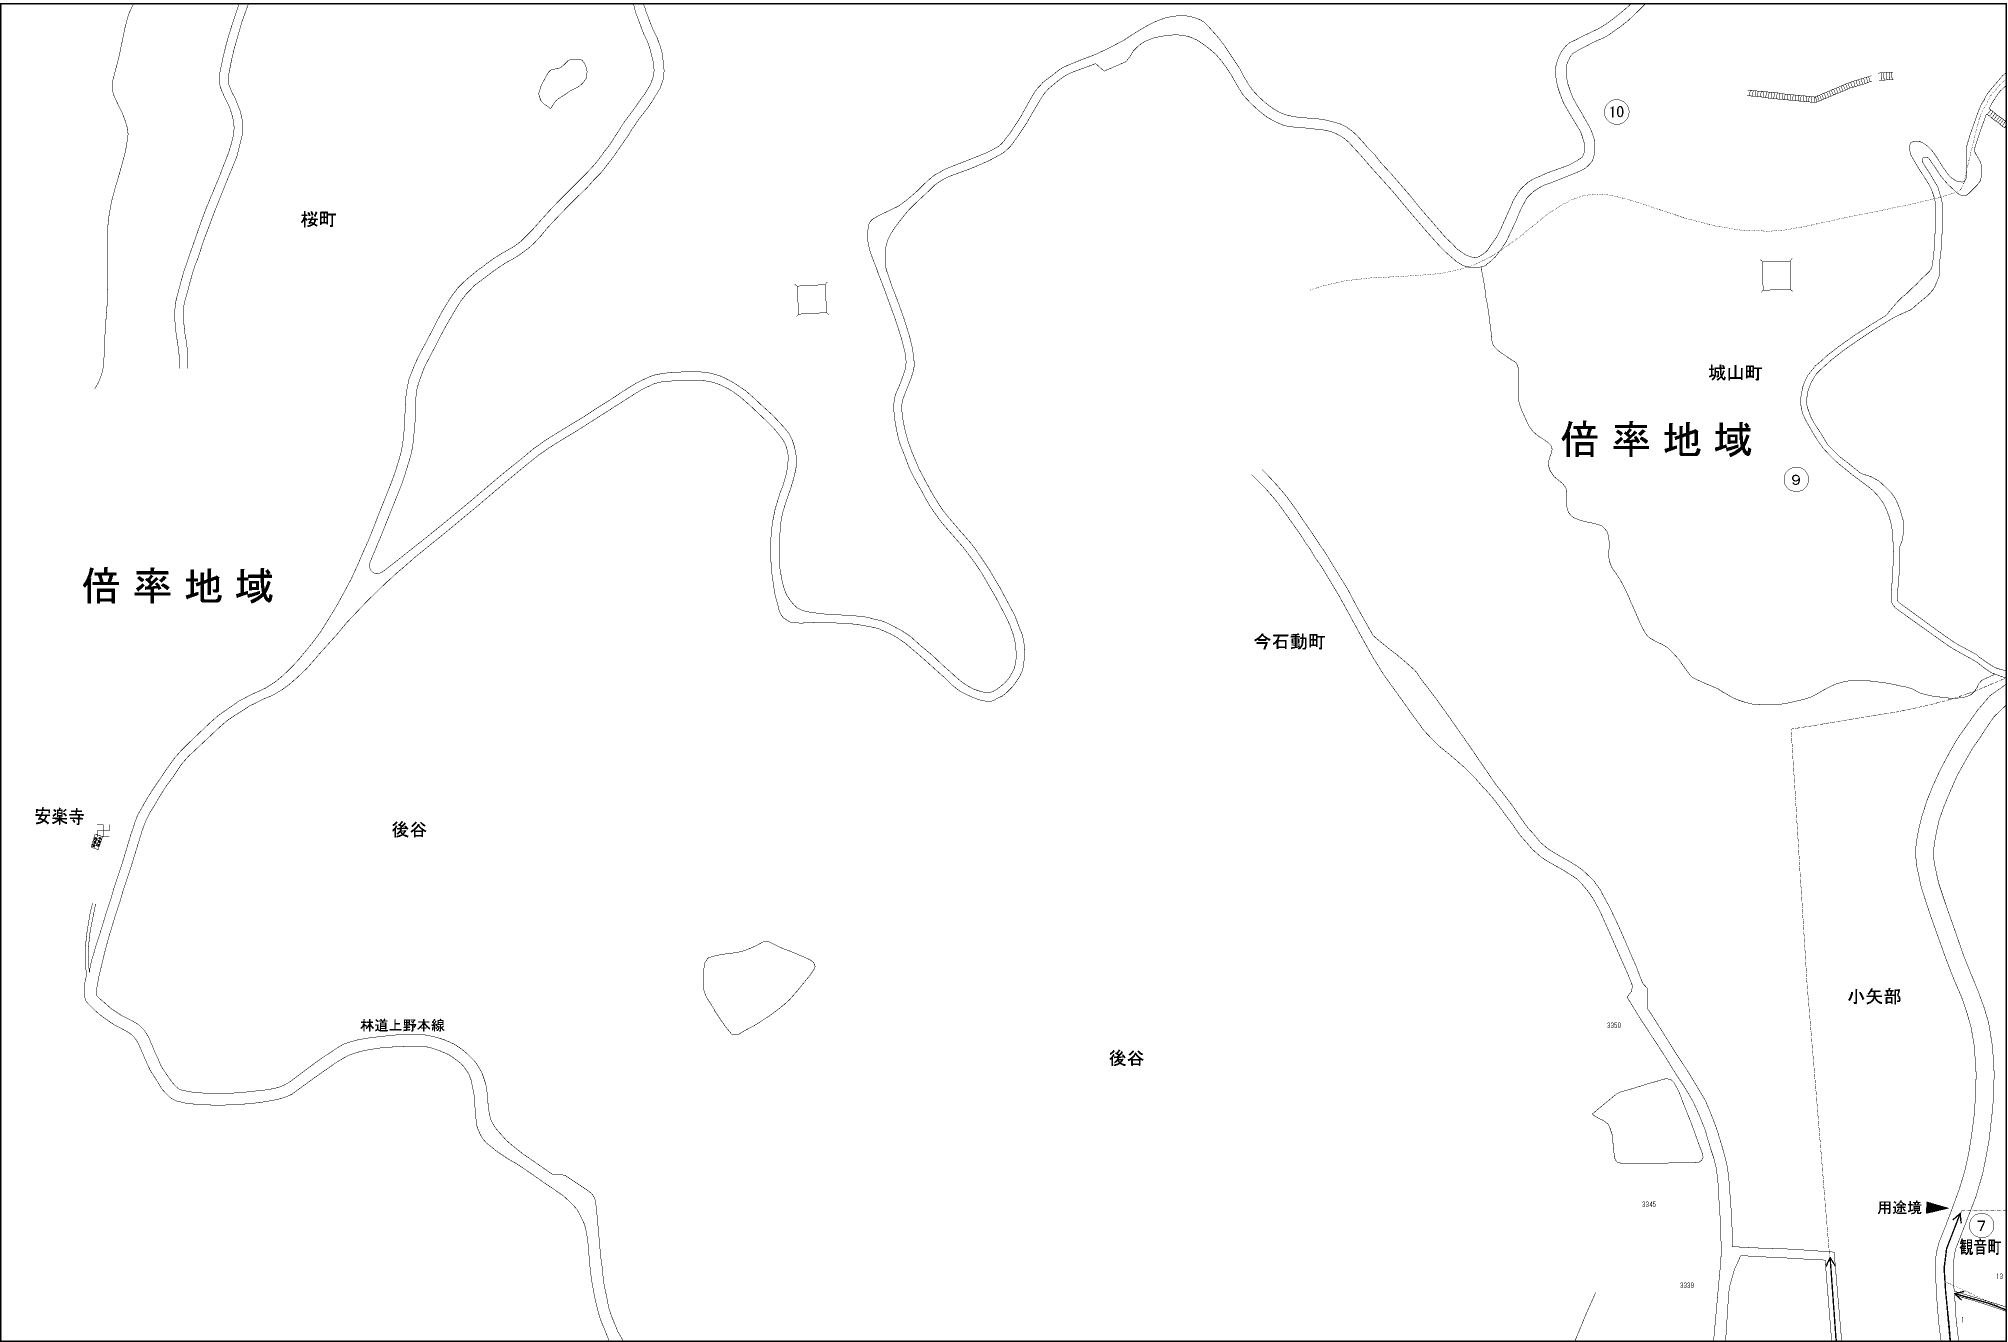 10
桜町
城山町
倍率地域
9
倍率地域
今石動町
安楽寺
後谷
小矢部
林道上野本線
3350
後谷
3345
用途境
7
観音町
13
3339
1